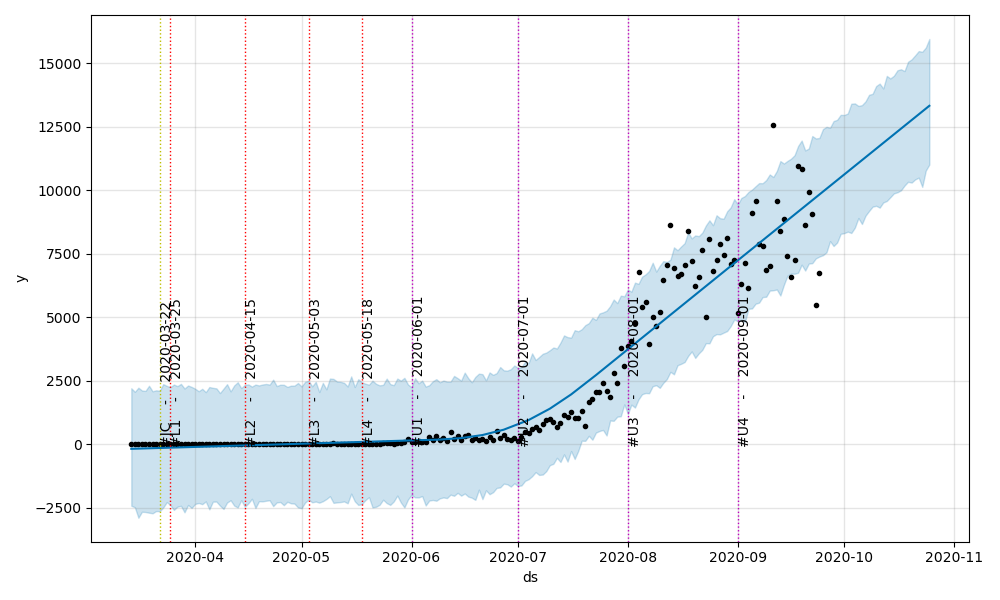 15000
12500
10000
7500
5000
2500
0
−2500
y
#JC - 2020-03-22
#L1 - 2020-03-25
#L2 - 2020-04-15
#L3 - 2020-05-03
#L4 - 2020-05-18
#U1 - 2020-06-01
#U2 - 2020-07-01
#U3 - 2020-08-01
#U4 - 2020-09-01
2020-04
2020-05
2020-06
2020-07
2020-08
2020-09
2020-10
2020-11
ds